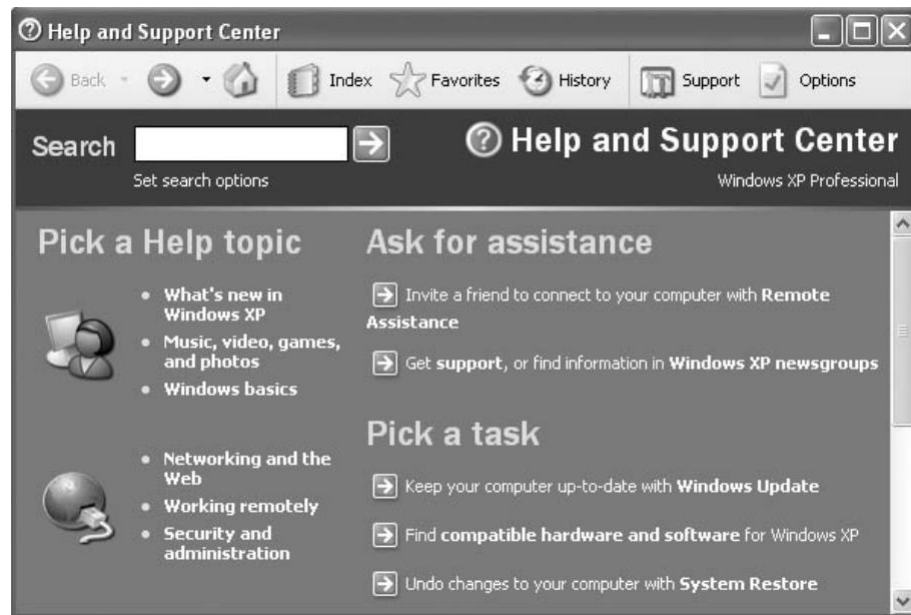 Help and Support Center
Back
Index
Favorites
History
Support
Options
Search
Set search options
Help and Support Center
Windows XP Professional
Pick a Help topic
What's new in
Windows XP
Music, video, games,
and photos
Windows basics
Networking and the
Web
Working remotely
Security and
administration
Ask for assistance
Invite a friend to connect to your computer with Remote
Assistance
Get support, or find information in Windows XP newsgroups
Pick a task
Keep your computer up-to-date with Windows Update
Find compatible hardware and software for Windows XP
Undo changes to your computer with System Restore